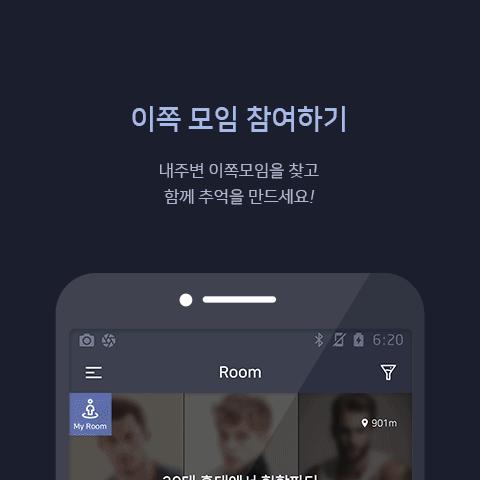 이쪽 모임 참여하기
내주변 이쪽모임을 찾고
함께 추억을 만드세요!
6:20
Room
My Room
901m